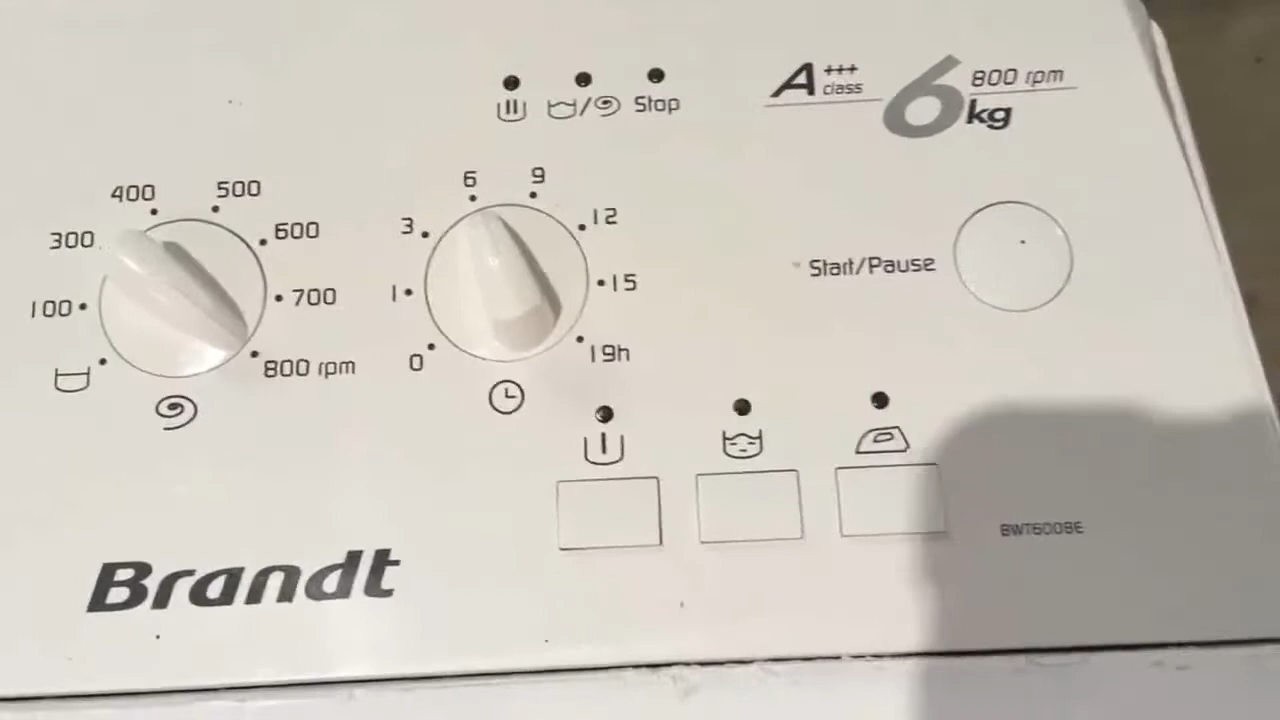 A+++ class
6 kg
800 rpm
Stop
400
500
300
600
100
700
800 rpm
6
9
3
12
1
15
0
19h
Start/Pause
BWT6008E
Brandt